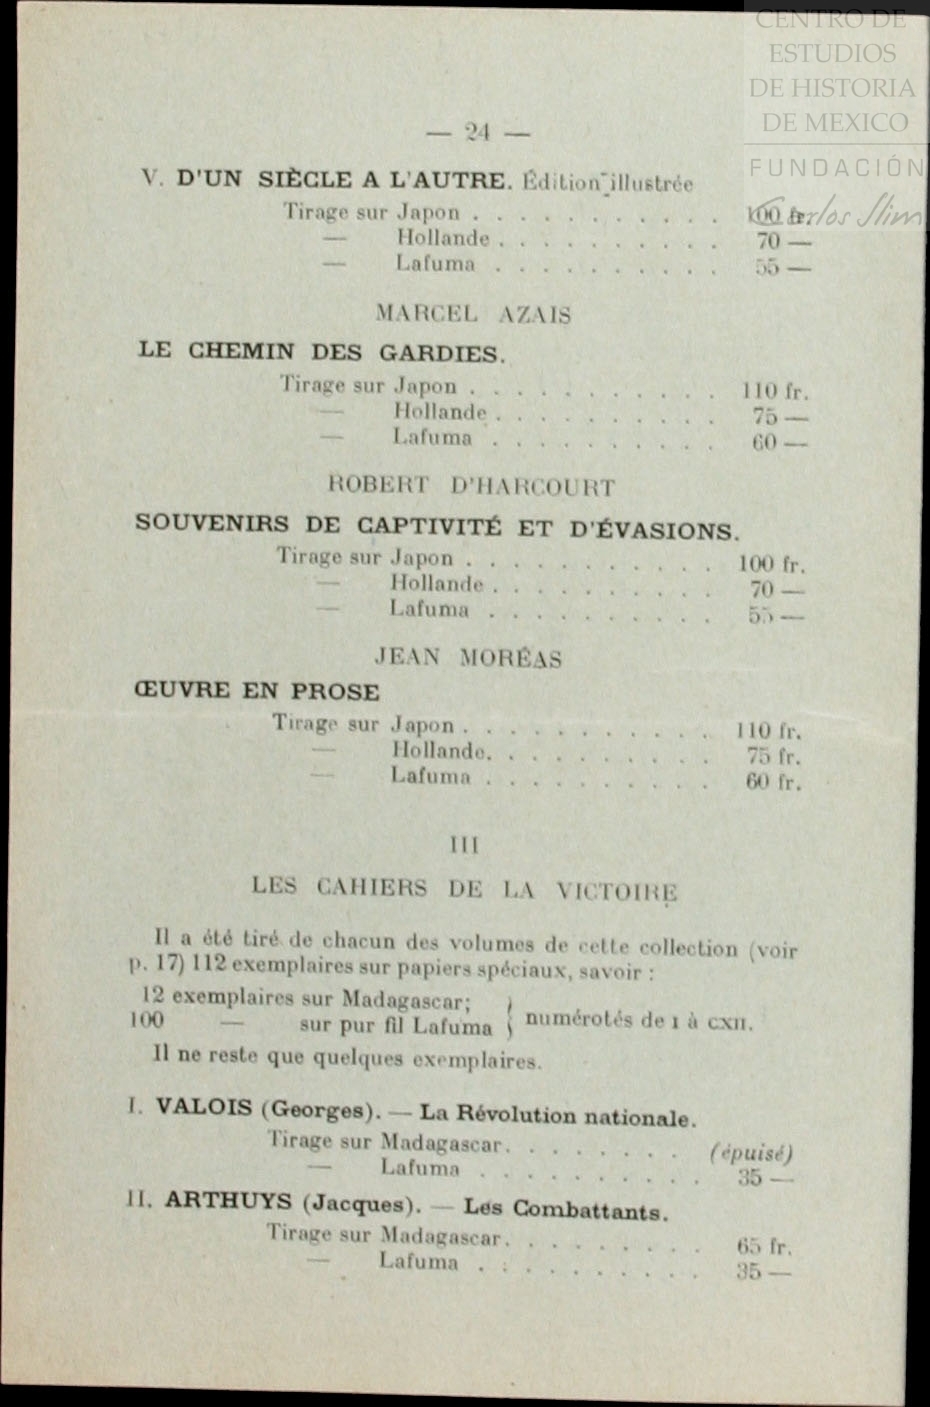 CENTRO DE
ESTUDIOS
DE HISTORIA
DE MEXICO
FUNDACIÓN
Carlos Slim
— 24 —
V. D'UN SIÈCLE A L'AUTRE. Édition illustrée
Tirage sur Japon . . . . . . . . . . . 100 fr.
— Hollande . . . . . . . . . . 70 —
— Lafuma . . . . . . . . . . 55 —
MARCEL AZAIS
LE CHEMIN DES GARDIES.
Tirage sur Japon . . . . . . . . . . . 110 fr.
— Hollande . . . . . . . . . . 75 —
— Lafuma . . . . . . . . . . 60 —
ROBERT D'HARCOURT
SOUVENIRS DE CAPTIVITÉ ET D'ÉVASIONS.
Tirage sur Japon . . . . . . . . . . . 100 fr.
— Hollande . . . . . . . . . . 70 —
— Lafuma . . . . . . . . . . 55 —
JEAN MORÉAS
ŒUVRE EN PROSE
Tirage sur Japon . . . . . . . . . . . 110 fr.
— Hollande. . . . . . . . . . 75 fr.
— Lafuma . . . . . . . . . . 60 fr.
III
LES CAHIERS DE LA VICTOIRE
Il a été tiré de chacun des volumes de cette collection (voir
p. 17) 112 exemplaires sur papiers spéciaux, savoir :
12 exemplaires sur Madagascar;
100 — sur pur fil Lafuma } numérotés de I à CXII.
Il ne reste que quelques exemplaires.
I. VALOIS (Georges). — La Révolution nationale.
Tirage sur Madagascar. . . . . . . . (épuisé)
— Lafuma . . . . . . . . . . 35 —
II. ARTHUYS (Jacques). — Les Combattants.
Tirage sur Madagascar. . . . . . . . . 65 fr.
— Lafuma . . . . . . . . . . 35 —